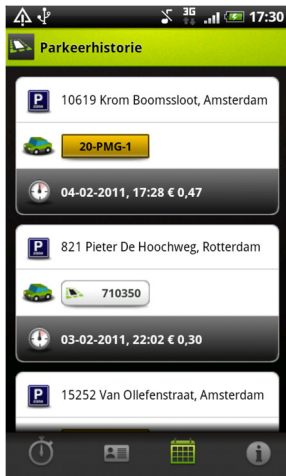 3G
17:30
Parkeerhistorie
P
10619 Krom Boomssloot, Amsterdam
20-PMG-1
04-02-2011, 17:28 € 0,47
P
821 Pieter De Hoochweg, Rotterdam
710350
03-02-2011, 22:02 € 0,30
P
15252 Van Ollefenstraat, Amsterdam